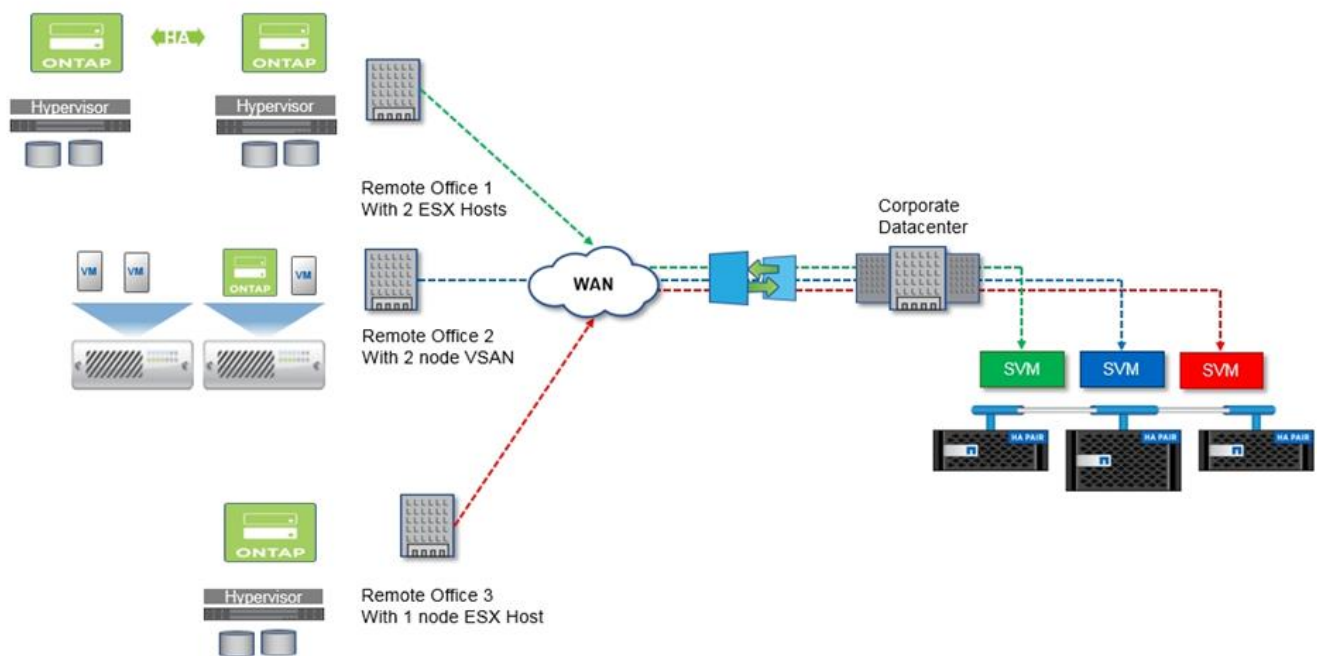 ONTAP
HA
ONTAP
Hypervisor
Hypervisor
Remote Office 1
With 2 ESX Hosts
VM
VM
ONTAP
VM
Remote Office 2
With 2 node VSAN
WAN
Corporate
Datacenter
SVM
SVM
SVM
HA PAIR
HA PAIR
HA PAIR
ONTAP
Hypervisor
Remote Office 3
With 1 node ESX Host